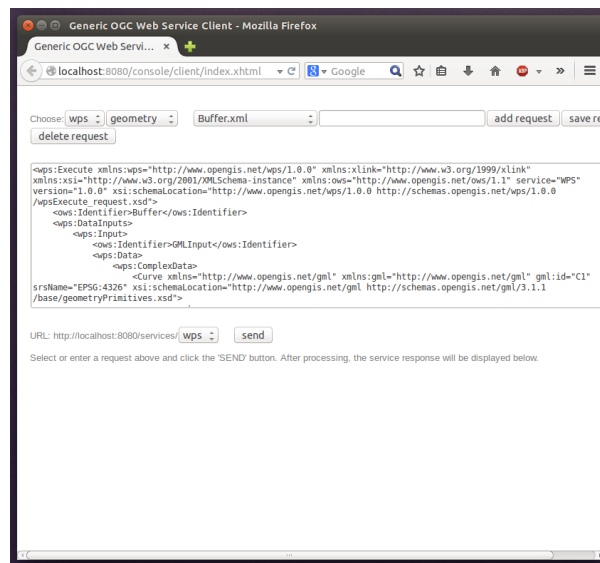 Generic OGC Web Service Client - Mozilla Firefox
Generic OGC Web Servi...
localhost:8080/console/client/index.xhtml
Google
Choose: wps geometry Buffer.xml add request save re
delete request
<wps:Execute xmlns:wps="http://www.opengis.net/wps/1.0.0" xmlns:xlink="http://www.w3.org/1999/xlink"
xmlns:xsi="http://www.w3.org/2001/XMLSchema-instance" xmlns:ows="http://www.opengis.net/ows/1.1" service="WPS"
version="1.0.0" xsi:schemaLocation="http://www.opengis.net/wps/1.0.0 http://schemas.opengis.net/wps/1.0.0
/wpsExecute_request.xsd">
<ows:Identifier>Buffer</ows:Identifier>
<wps:DataInputs>
<wps:Input>
<ows:Identifier>GMLInput</ows:Identifier>
<wps:Data>
<wps:ComplexData>
<Curve xmlns="http://www.opengis.net/gml" xmlns:gml="http://www.opengis.net/gml" gml:id="C1"
srsName="EPSG:4326" xsi:schemaLocation="http://www.opengis.net/gml http://schemas.opengis.net/gml/3.1.1
/base/geometryPrimitives.xsd">
URL: http://localhost:8080/services/ wps send
Select or enter a request above and click the 'SEND' button. After processing, the service response will be displayed below.